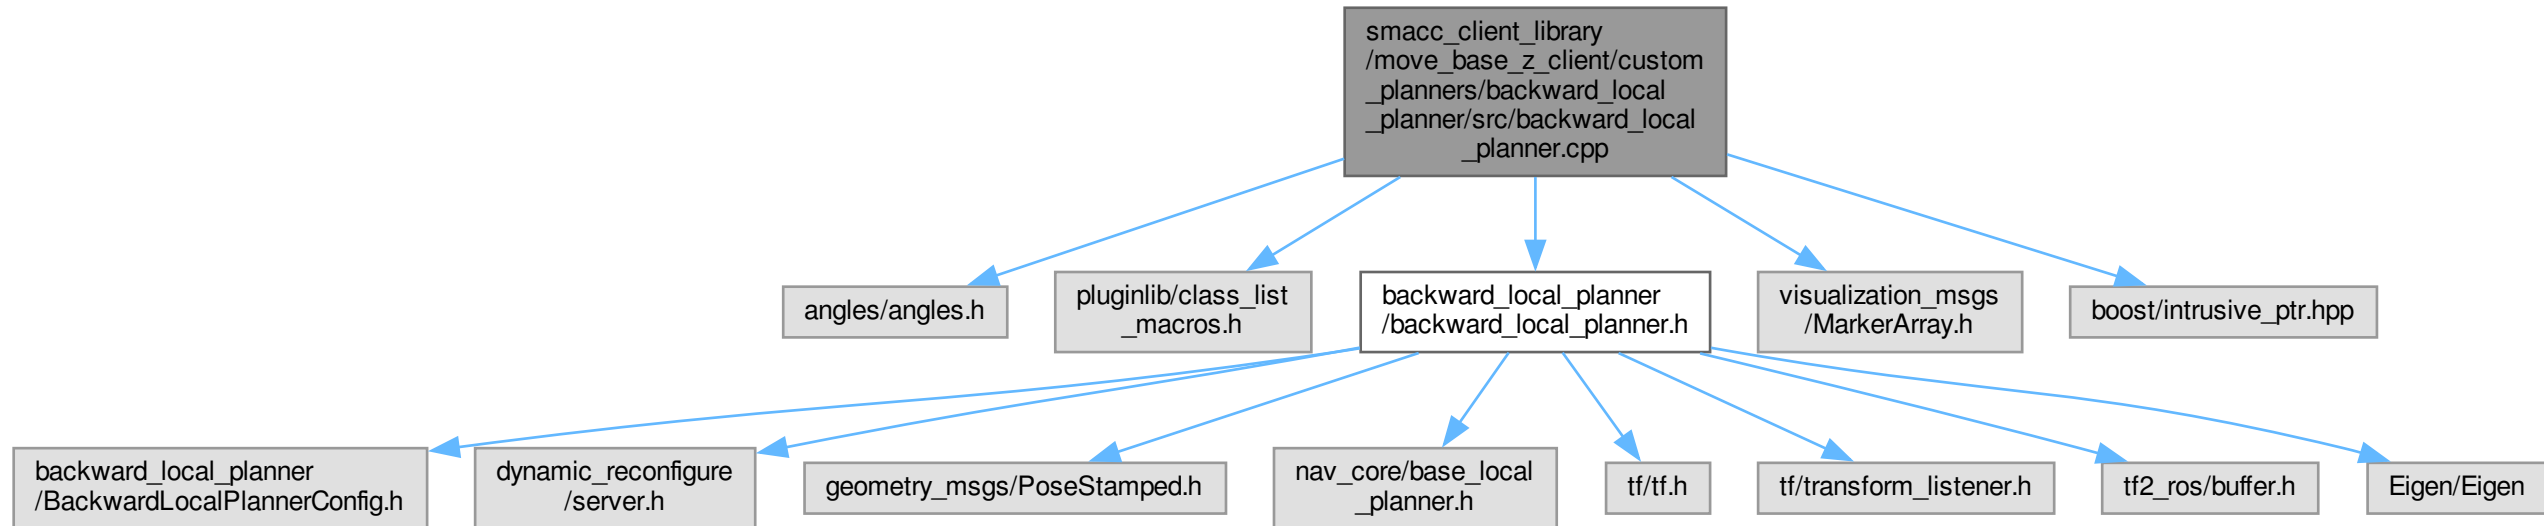 smacc_client_library
/move_base_z_client/custom
_planners/backward_local
_planner/src/backward_local
_planner.cpp
angles/angles.h
pluginlib/class_list
_macros.h
backward_local_planner
/backward_local_planner.h
visualization_msgs
/MarkerArray.h
boost/intrusive_ptr.hpp
backward_local_planner
/BackwardLocalPlannerConfig.h
dynamic_reconfigure
/server.h
geometry_msgs/PoseStamped.h
nav_core/base_local
_planner.h
tf/tf.h
tf/transform_listener.h
tf2_ros/buffer.h
Eigen/Eigen